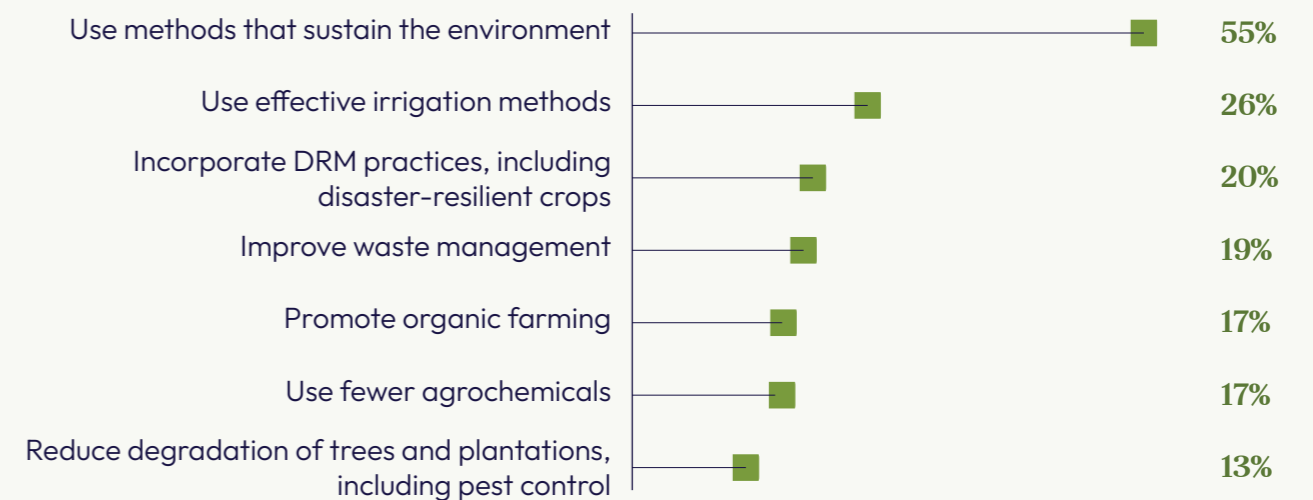 Use methods that sustain the environment 55%
Use effective irrigation methods 26%
Incorporate DRM practices, including
disaster-resilient crops 20%
Improve waste management 19%
Promote organic farming 17%
Use fewer agrochemicals 17%
Reduce degradation of trees and plantations,
including pest control 13%